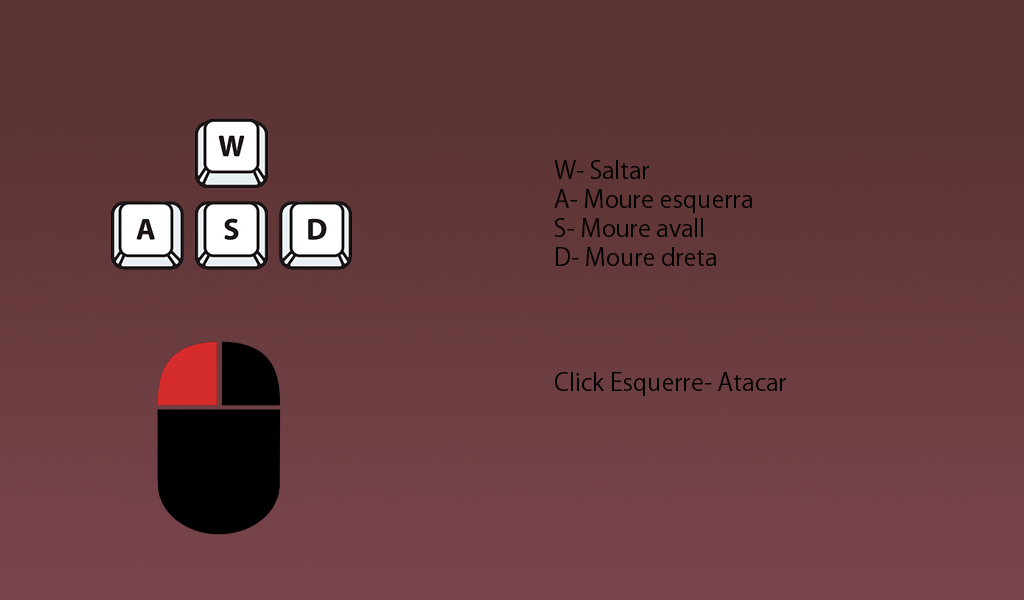 W
A S D
W- Saltar
A- Moure esquerra
S- Moure avall
D- Moure dreta
Click Esquerre- Atacar